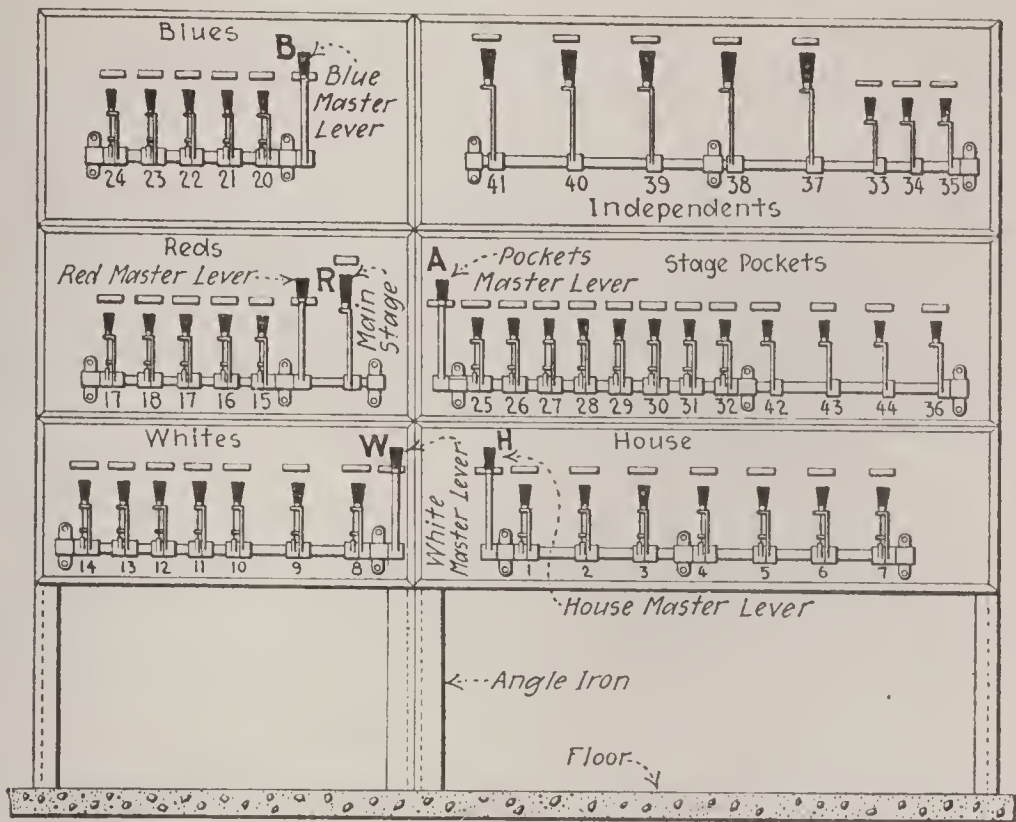 Blues
B
Blue
Master
Lever
24 23 22 21 20
41 40 39 38 37 33 34 35
Independents
Reds
Red Master Lever
R
Main
Stage
17 18 17 16 15
A
Pockets
Master Lever
Stage Pockets
25 26 27 28 29 30 31 32 42 43 44 36
Whites
W
White
Master Lever
14 13 12 11 10 9 8
H
House
1 2 3 4 5 6 7
House Master Lever
Angle Iron
Floor